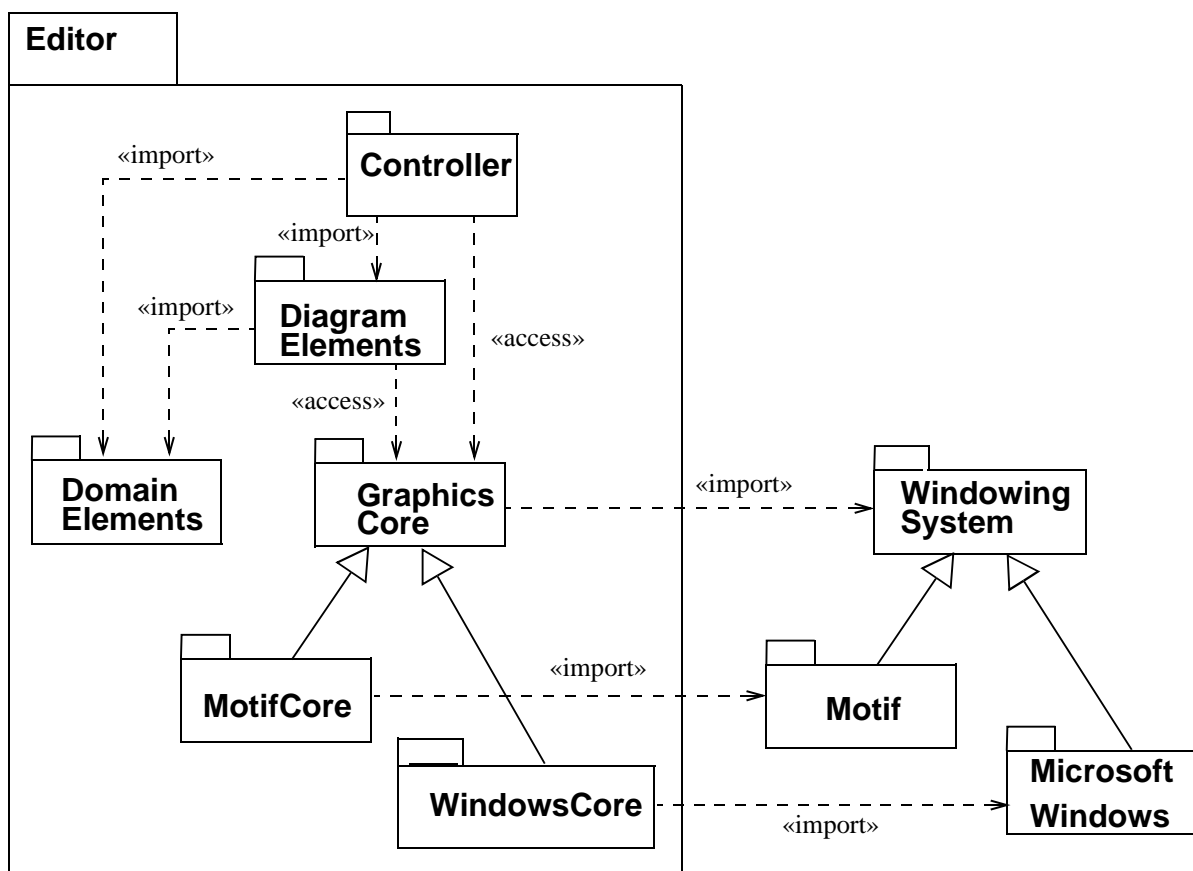 Editor
Controller
«import»
«import»
Diagram
Elements
«import»
«access»
«access»
Domain
Elements
Graphics
Core
«import»
Windowing
System
MotifCore
«import»
Motif
WindowsCore
«import»
Microsoft
Windows